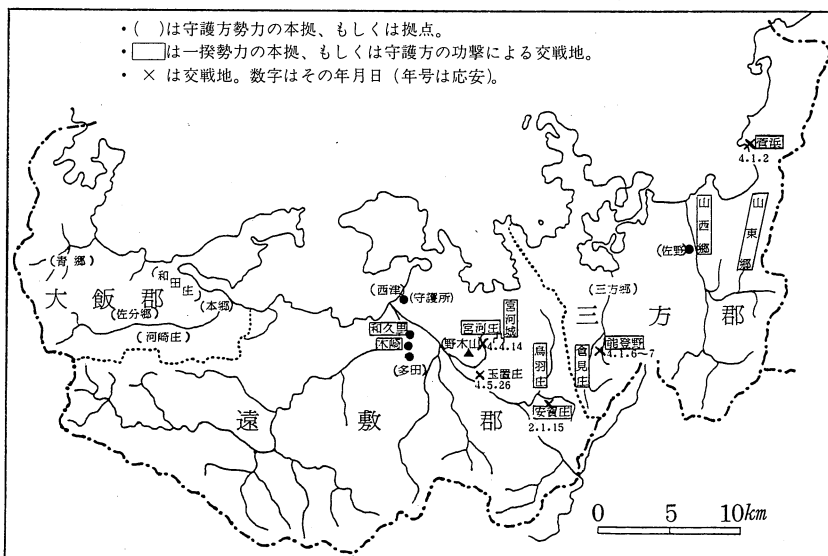 ・( )は守護方勢力の本拠、もしくは拠点。
・□は一揆勢力の本拠、もしくは守護方の功撃による交戦地。
・×は交戦地。数字はその年月日(年号は応安)。
×菅浜
4.1.2
山西郷
山東郷
(佐野)
(青郷)
(和田庄)
大飯郡
(佐分郷)
(本郷)
(河崎庄)
(西津)
(守護所)
(三方郷)
三方郡
和久里
木崎
(多田)
宮河庄
宮河城
(野木山)
×4.4.14
×玉置庄
4.5.26
鳥羽庄
倉見庄
能登野
×4.1.6~7
安賀庄
2.1.15
遠敷郡
0 5 10km